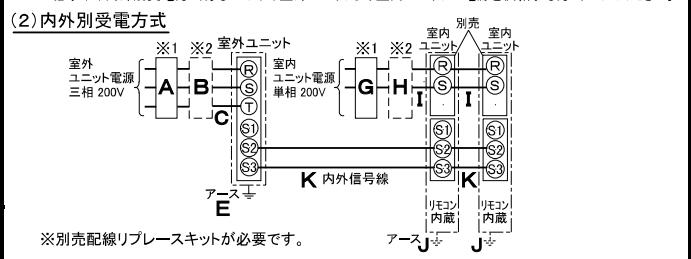 (2)内外別受電方式
別売
※1 ※2 室外ユニット
※1 ※2
室内
ユニット
室内
ユニット
室外
ユニット電源
三相 200V
A B C
R
S
T
S1
S2
S3
室内
ユニット電源
単相 200V
G H I I
R
S
S1
S2
S3
R
S
S1
S2
S3
K 内外信号線 K
アース
E
リモコン
内蔵
リモコン
内蔵
アース J J
※別売配線リプレースキットが必要です。